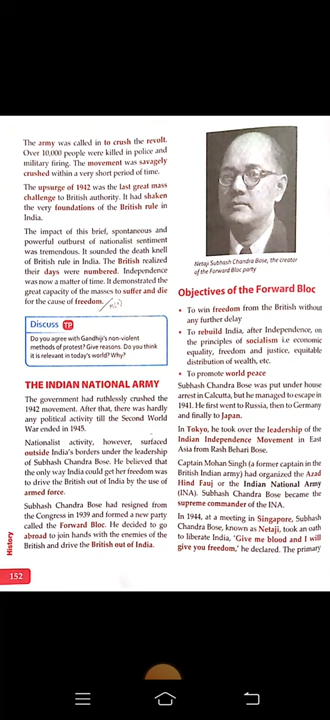 The army was called in to crush the revolt.
Over 10,000 people were killed in police and
military firing. The movement was savagely
crushed within a very short period of time.
The upsurge of 1942 was the last great mass
challenge to British authority. It had shaken
the very foundations of the British rule in
India.
The impact of this brief, spontaneous and
powerful outburst of nationalist sentiment
was tremendous. It sounded the death knell
of British rule in India. The British realized
their days were numbered. Independence
was now a matter of time. It demonstrated the
great capacity of the masses to suffer and die
for the cause of freedom.
Discuss TP
Do you agree with Gandhiji's non-violent
methods of protest? Give reasons. Do you think
it is relevant in today's world? Why?
THE INDIAN NATIONAL ARMY
The government had ruthlessly crushed the
1942 movement. After that, there was hardly
any political activity till the Second World
War ended in 1945.
Nationalist activity, however, surfaced
outside India's borders under the leadership
of Subhash Chandra Bose. He believed that
the only way India could get her freedom was
to drive the British out of India by the use of
armed force.
Subhash Chandra Bose had resigned from
the Congress in 1939 and formed a new party
called the Forward Bloc. He decided to go
abroad to join hands with the enemies of the
British and drive the British out of India.
History
152
Netaji Subhash Chandra Bose, the creator
of the Forward Bloc party
Objectives of the Forward Bloc
• To win freedom from the British without
any further delay
• To rebuild India, after Independence, on
the principles of socialism i.e economic
equality, freedom and justice, equitable
distribution of wealth, etc.
• To promote world peace
Subhash Chandra Bose was put under house
arrest in Calcutta, but he managed to escape in
1941. He first went to Russia, then to Germany
and finally to Japan.
In Tokyo, he took over the leadership of the
Indian Independence Movement in East
Asia from Rash Behari Bose.
Captain Mohan Singh (a former captain in the
British Indian army) had organized the Azad
Hind Fauj or the Indian National Army
(INA). Subhash Chandra Bose became the
supreme commander of the INA.
In 1944, at a meeting in Singapore, Subhash
Chandra Bose, known as Netaji, took an oath
to liberate India, 'Give me blood and I will
give you freedom,' he declared. The primary